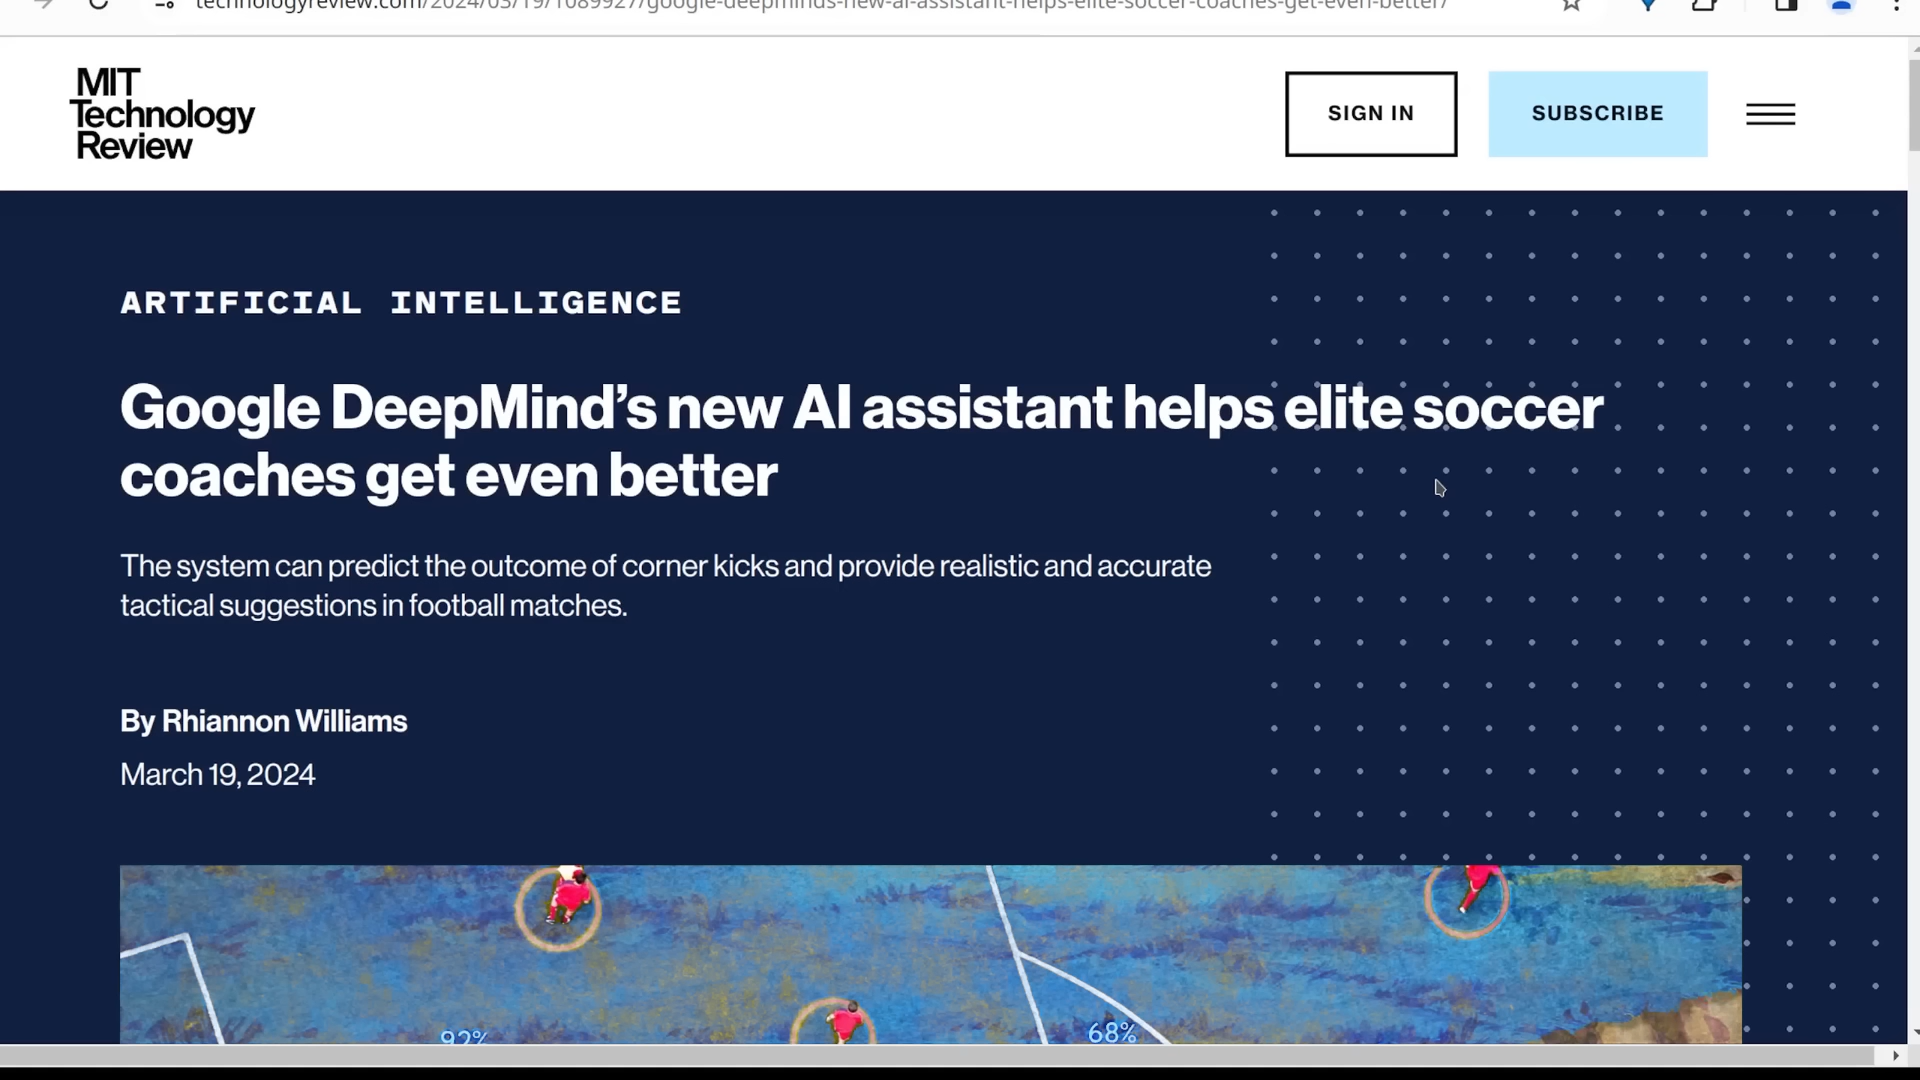 technologyreview.com/2024/03/19/1089927/google-deepminds-new-ai-assistant-helps-elite-soccer-coaches-get-even-better/
MIT
Technology
Review
SIGN IN
SUBSCRIBE
ARTIFICIAL INTELLIGENCE
Google DeepMind’s new AI assistant helps elite soccer
coaches get even better
The system can predict the outcome of corner kicks and provide realistic and accurate
tactical suggestions in football matches.
By Rhiannon Williams
March 19, 2024
92%
68%